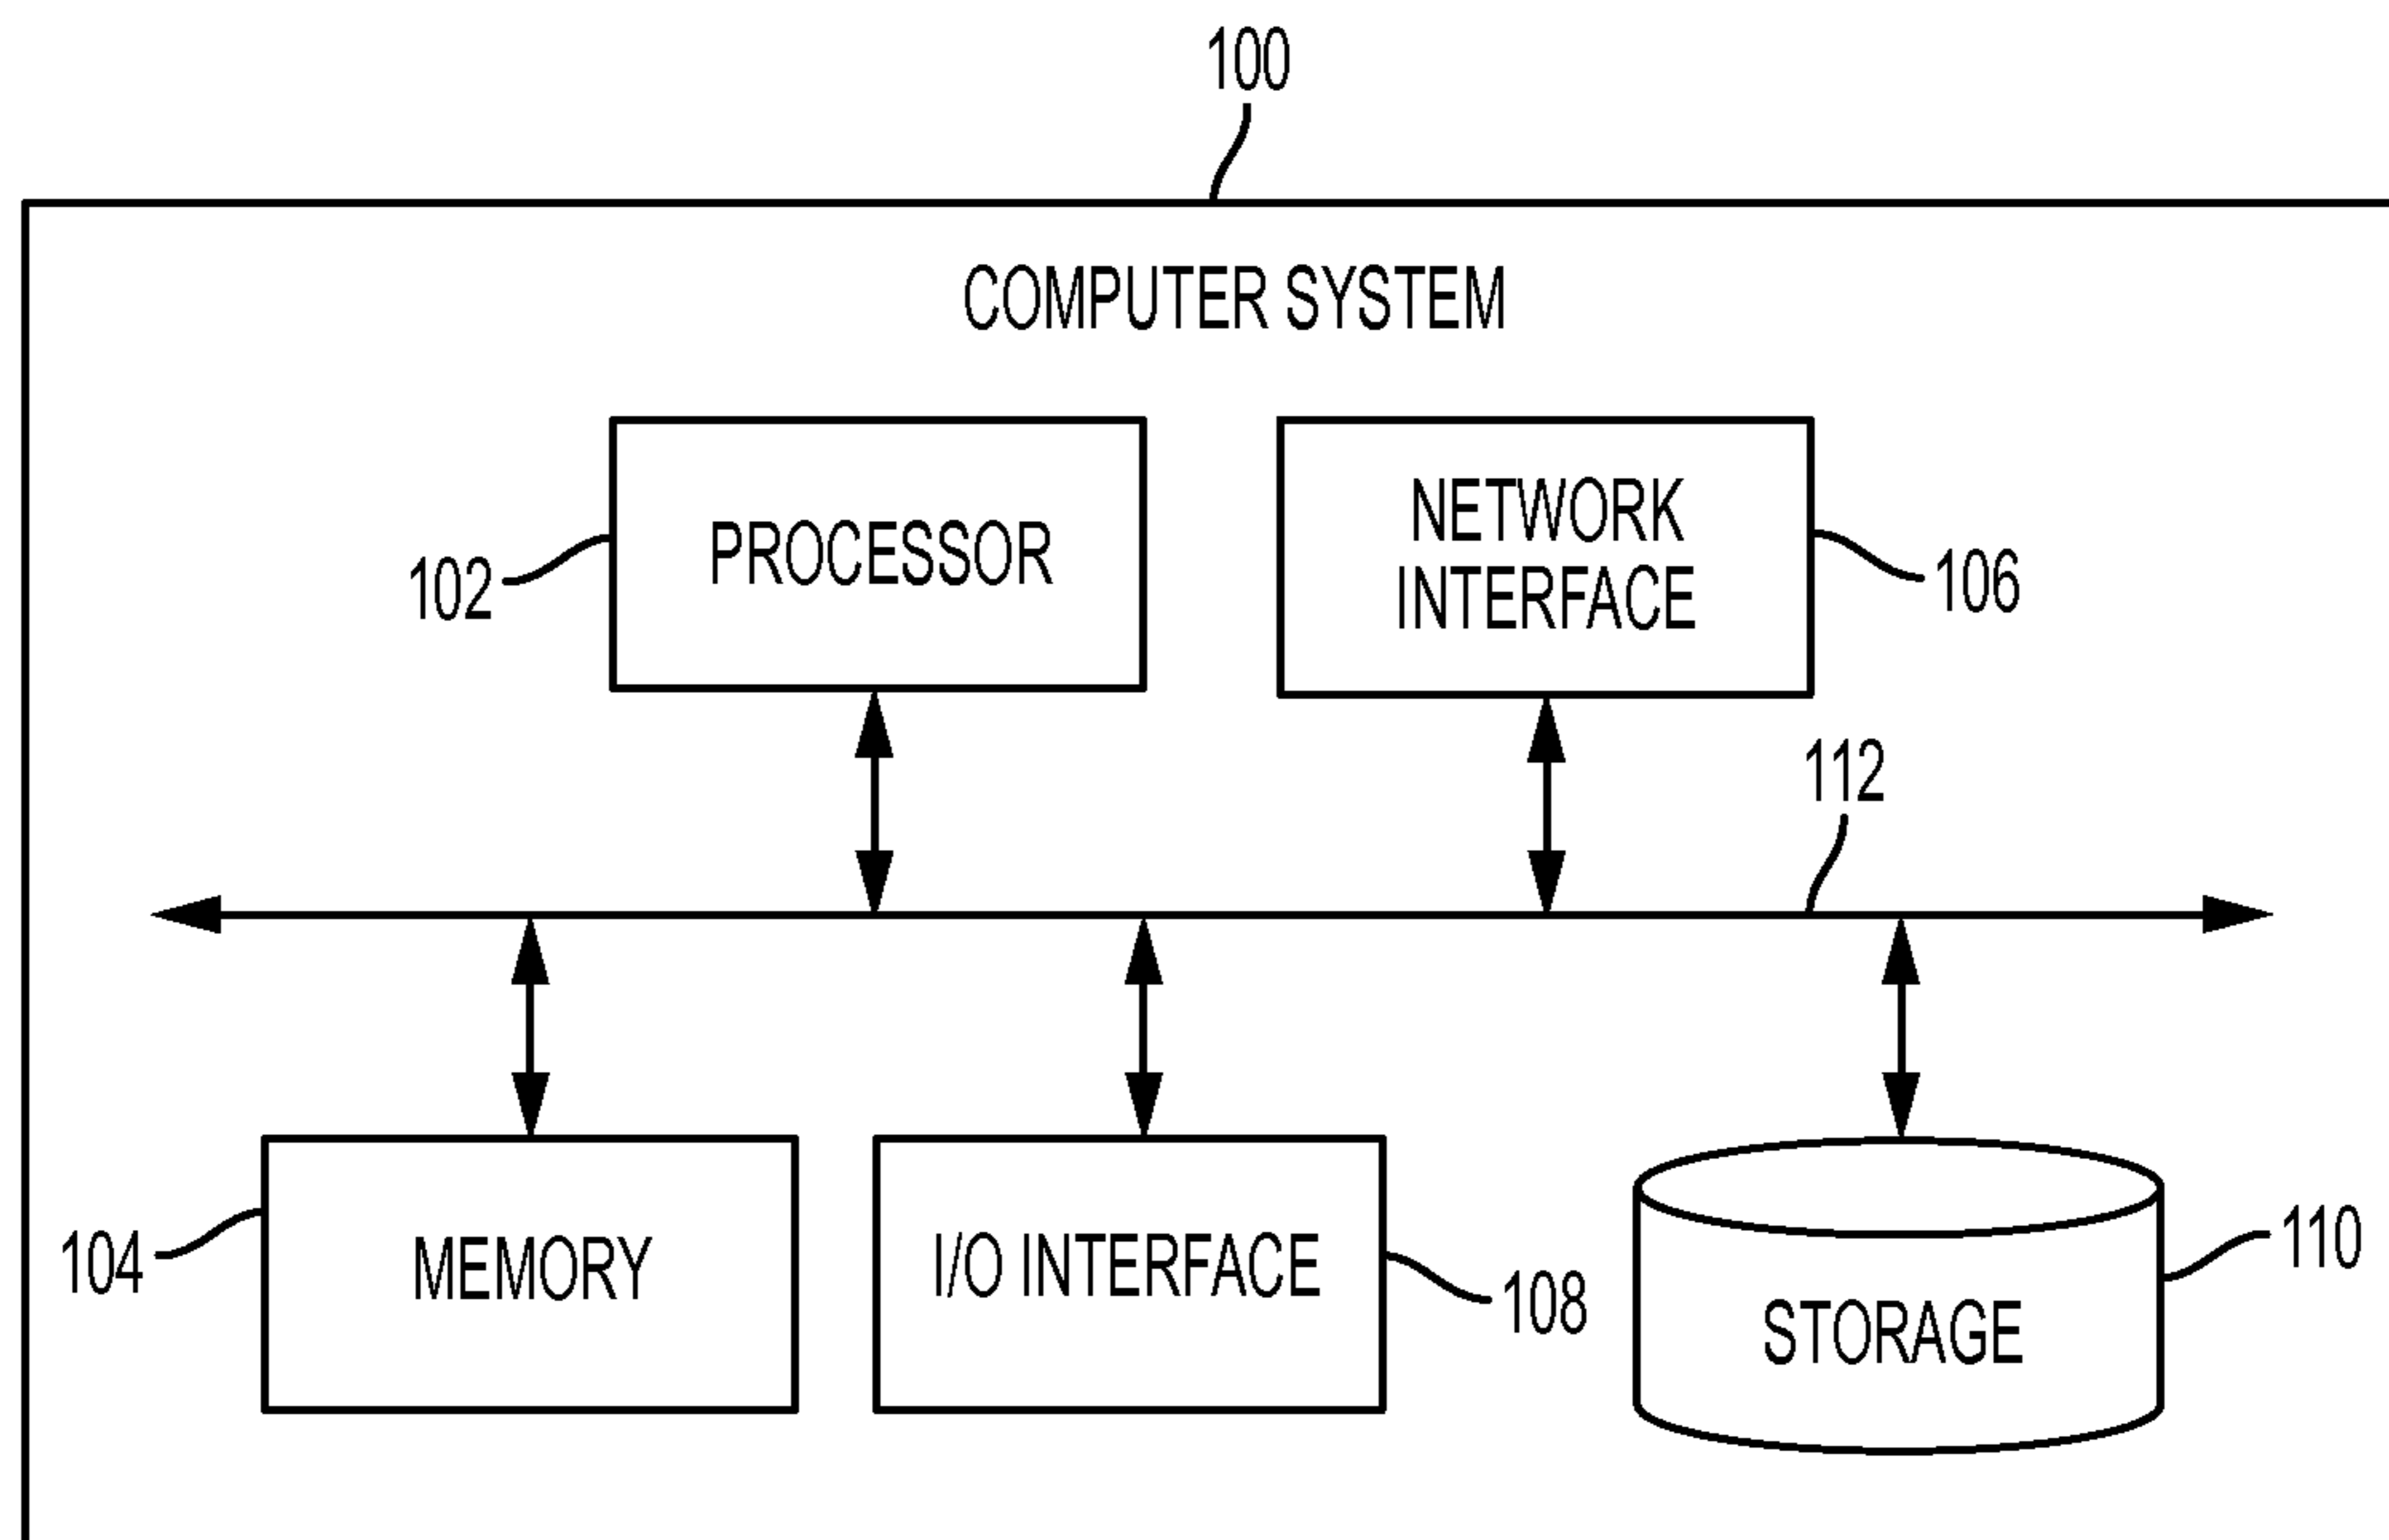 100
COMPUTER SYSTEM
PROCESSOR
102
NETWORK
INTERFACE
106
112
104
MEMORY
I/O INTERFACE
108
STORAGE
110